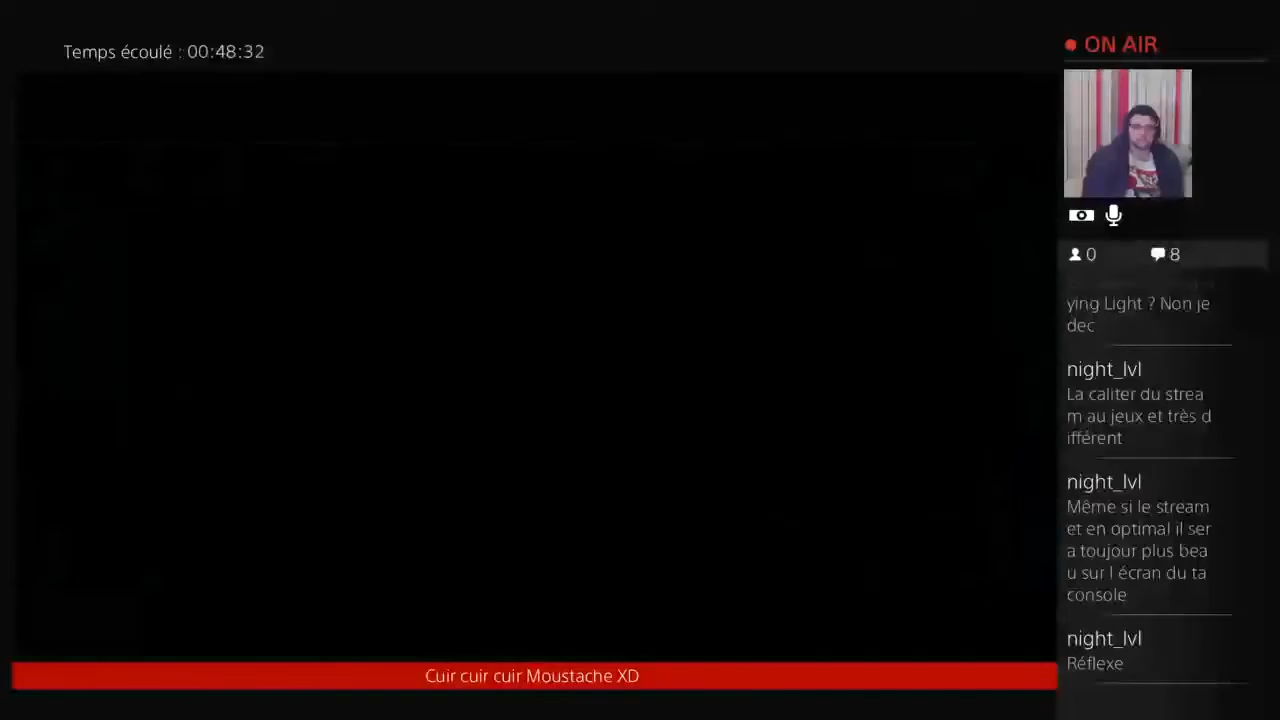 Temps écoulé : 00:48:32
ON AIR
0
8
ying Light ? Non je
dec
night_lvl
La caliter du strea
m au jeux et très d
ifférent
night_lvl
Même si le stream
et en optimal il ser
a toujour plus bea
u sur l écran du ta
console
night_lvl
Réflexe
Cuir cuir cuir Moustache XD